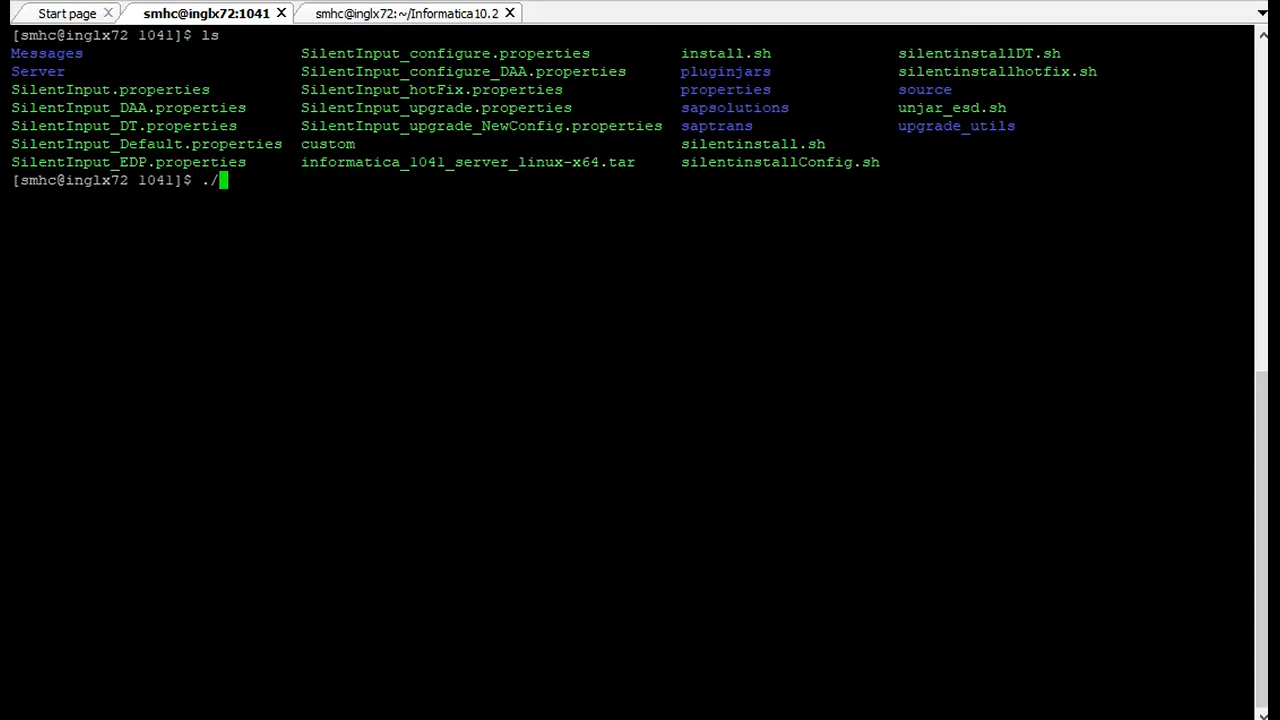 Start page smhc@inglx72:1041 smhc@inglx72:~/Informatica10.2
[smhc@inglx72 1041]$ ls
Messages SilentInput_configure.properties install.sh silentinstallDT.sh
Server SilentInput_configure_DAA.properties pluginjars silentinstallhotfix.sh
SilentInput.properties SilentInput_hotFix.properties properties source
SilentInput_DAA.properties SilentInput_upgrade.properties sapsolutions unjar_esd.sh
SilentInput_DT.properties SilentInput_upgrade_NewConfig.properties saptrans upgrade_utils
SilentInput_Default.properties custom silentinstall.sh
SilentInput_EDP.properties informatica_1041_server_linux-x64.tar silentinstallConfig.sh
[smhc@inglx72 1041]$ ./